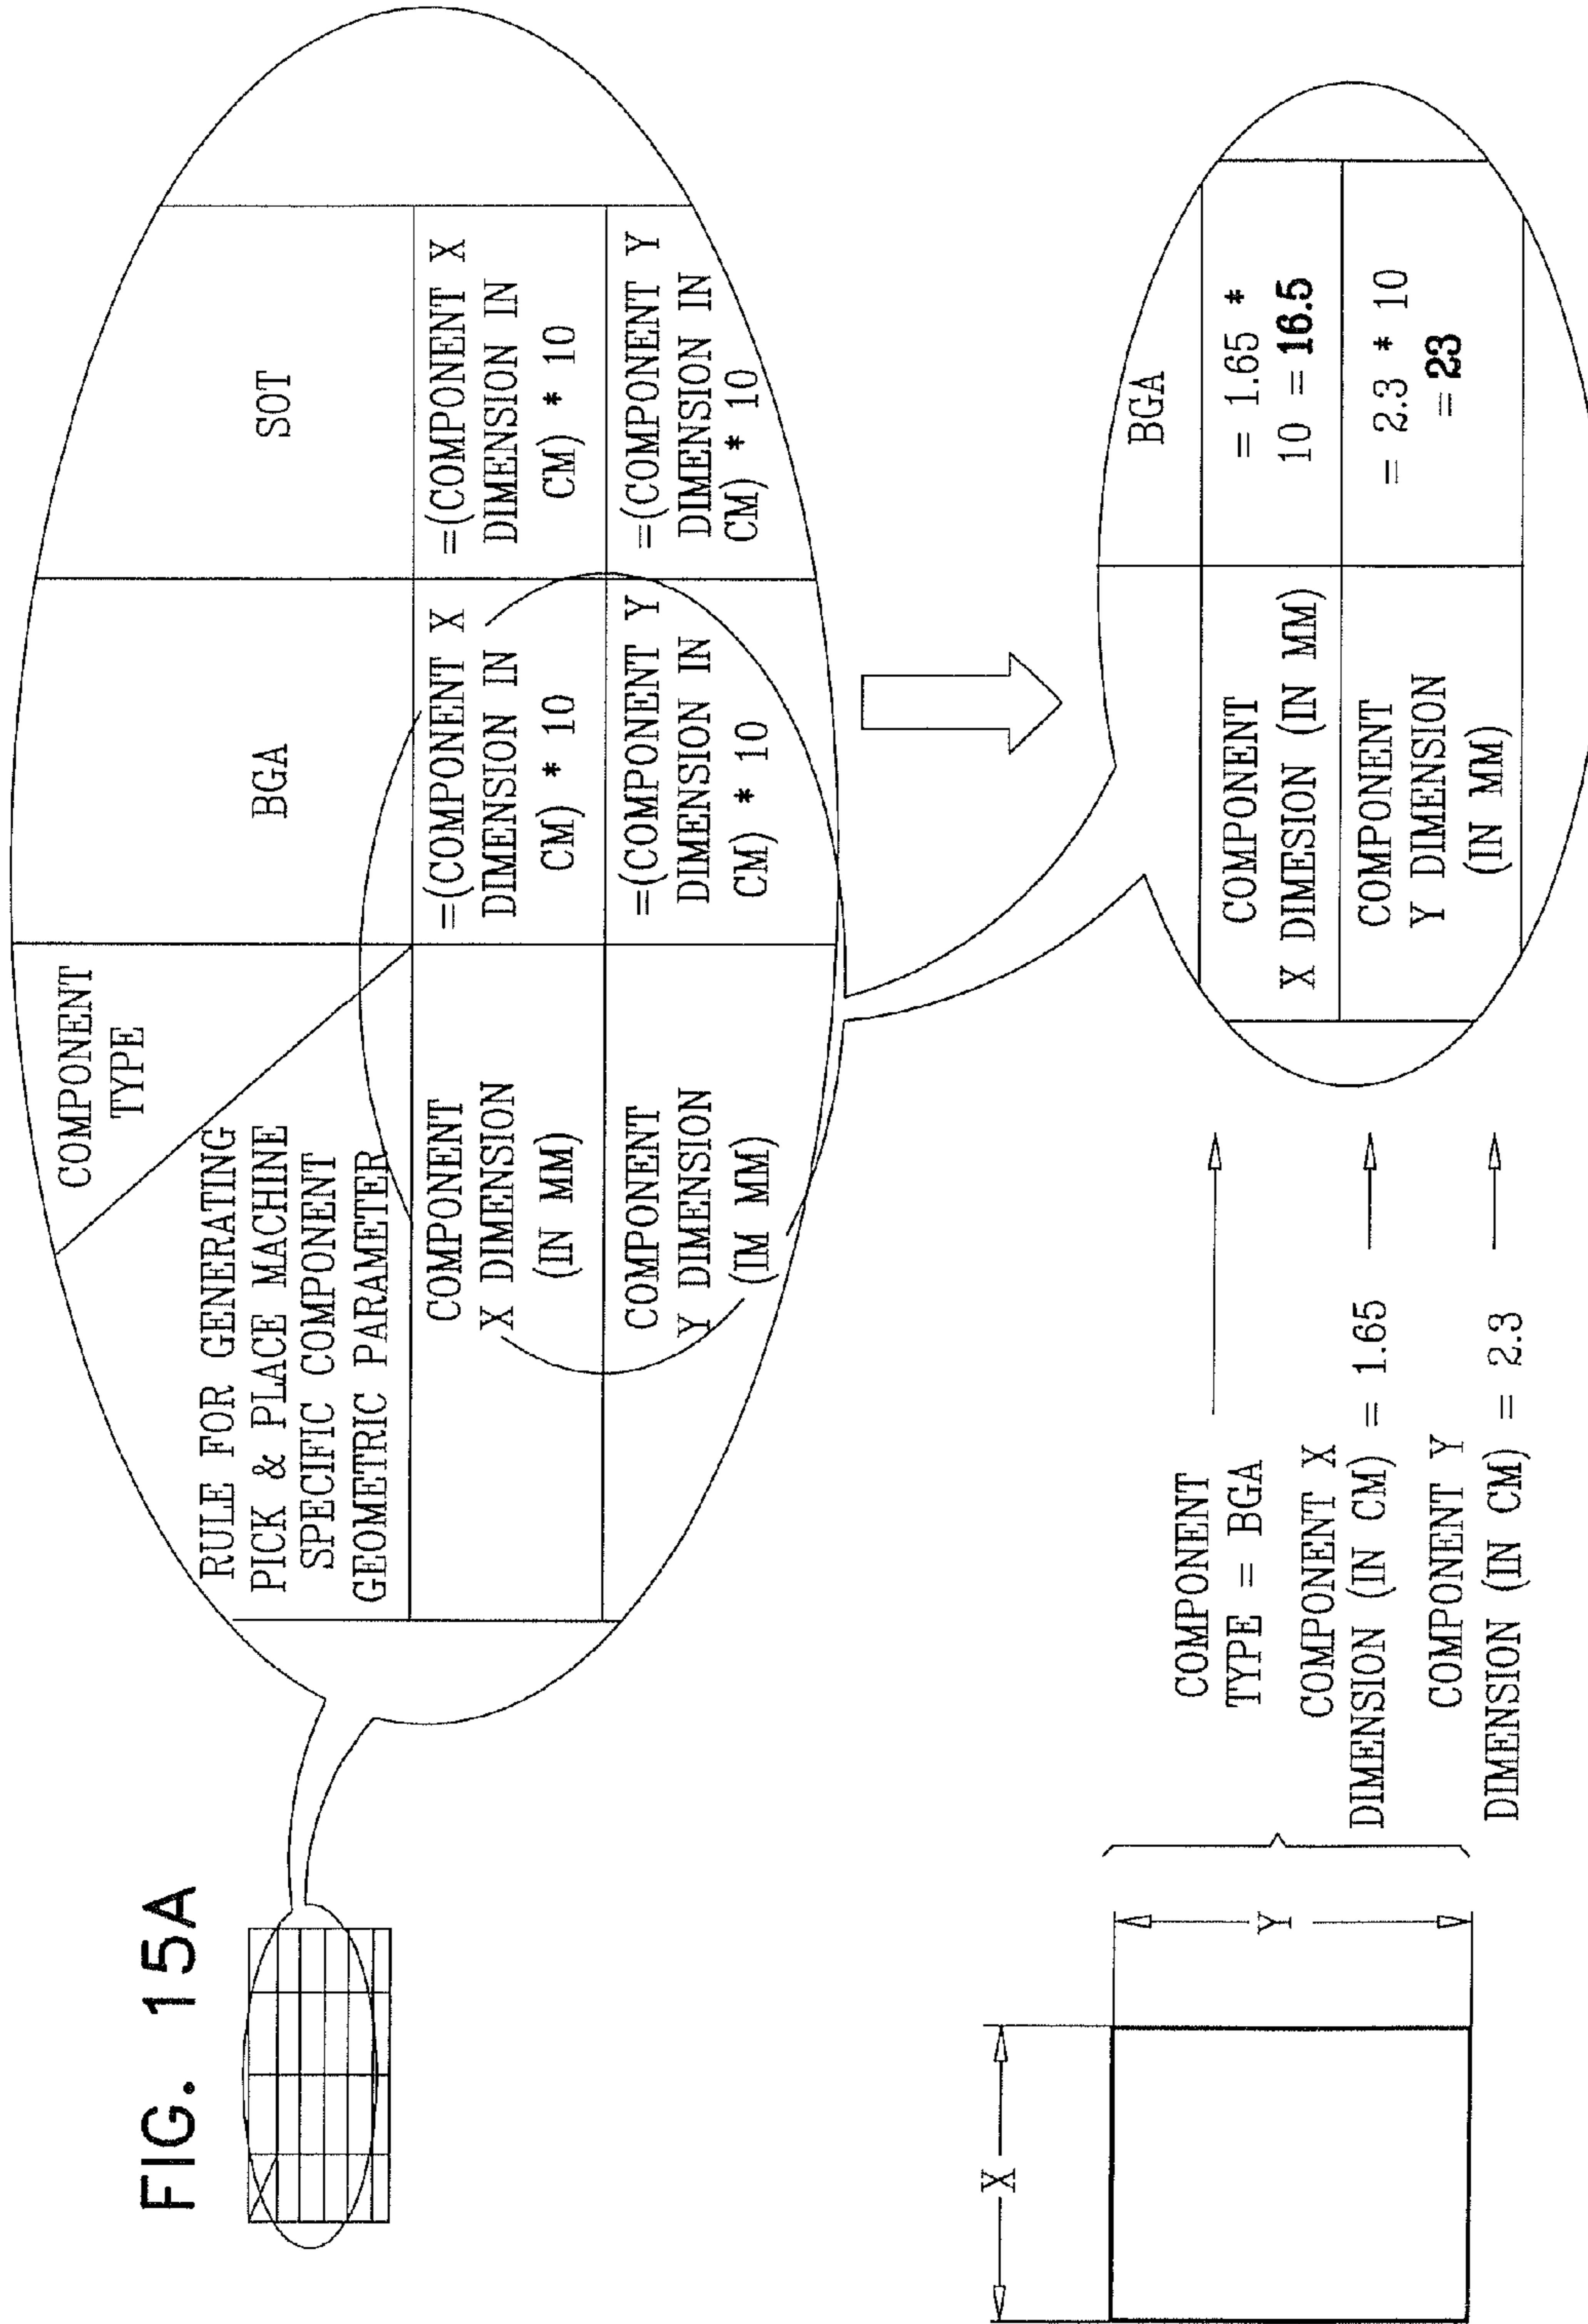 FIG. 15A
COMPONENT
TYPE
RULE FOR GENERATING
PICK & PLACE MACHINE
SPECIFIC COMPONENT
GEOMETRIC PARAMETER
BGA
SOT
COMPONENT
X DIMENSION
(IN MM)
=(COMPONENT X
DIMENSION IN
CM) * 10
=(COMPONENT X
DIMENSION IN
CM) * 10
COMPONENT
Y DIMENSION
(IM MM)
=(COMPONENT Y
DIMENSION IN
CM) * 10
=(COMPONENT Y
DIMENSION IN
CM) * 10
X
Y
COMPONENT
TYPE = BGA
COMPONENT X
DIMENSION (IN CM) = 1.65
COMPONENT Y
DIMENSION (IN CM) = 2.3
BGA
COMPONENT
X DIMESION (IN MM)
= 1.65 *
10 = 16.5
COMPONENT
Y DIMENSION
(IN MM)
= 2.3 * 10
= 23